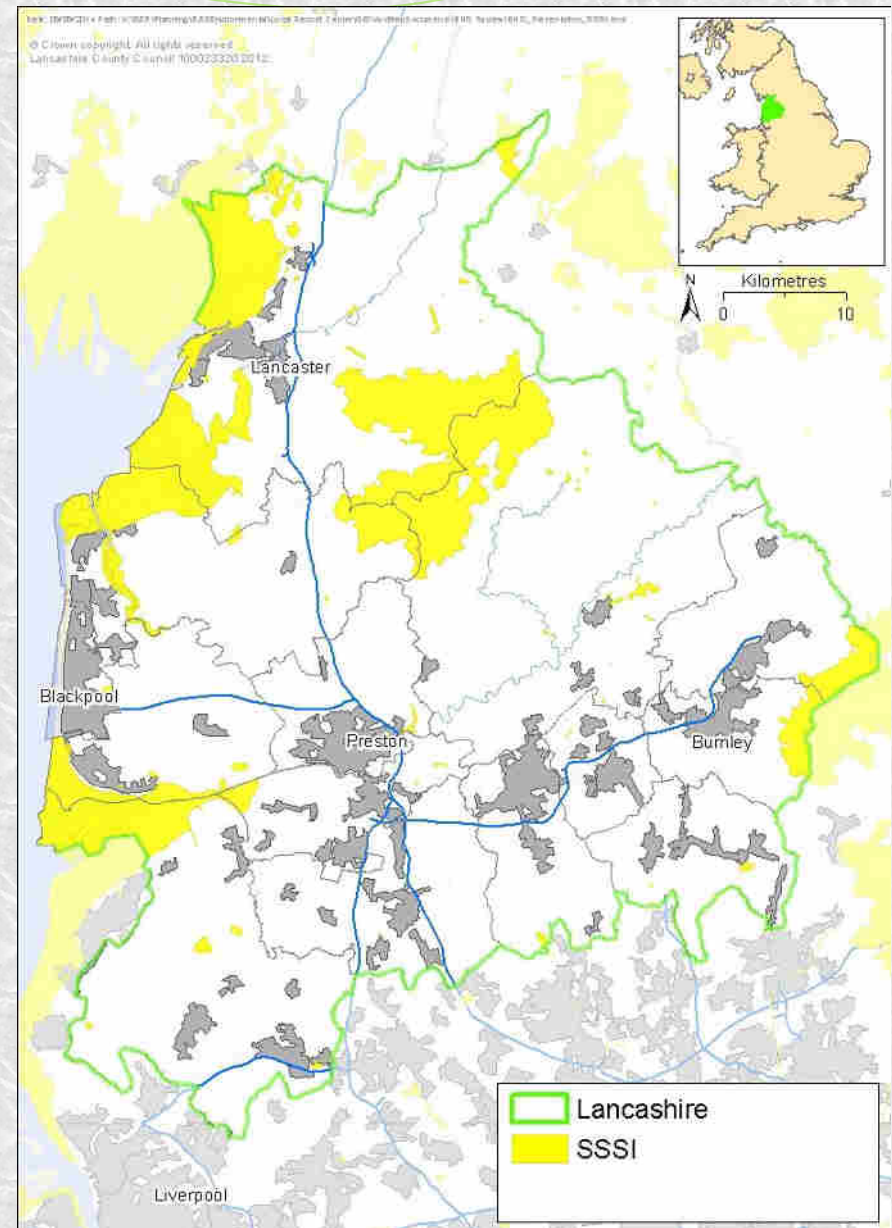 © Crown copyright. All rights reserved
Lancashire County Council 100023320 2012.
N
Kilometres
0 10
Lancaster
Blackpool
Preston
Burnley
Liverpool
Lancashire
SSSI